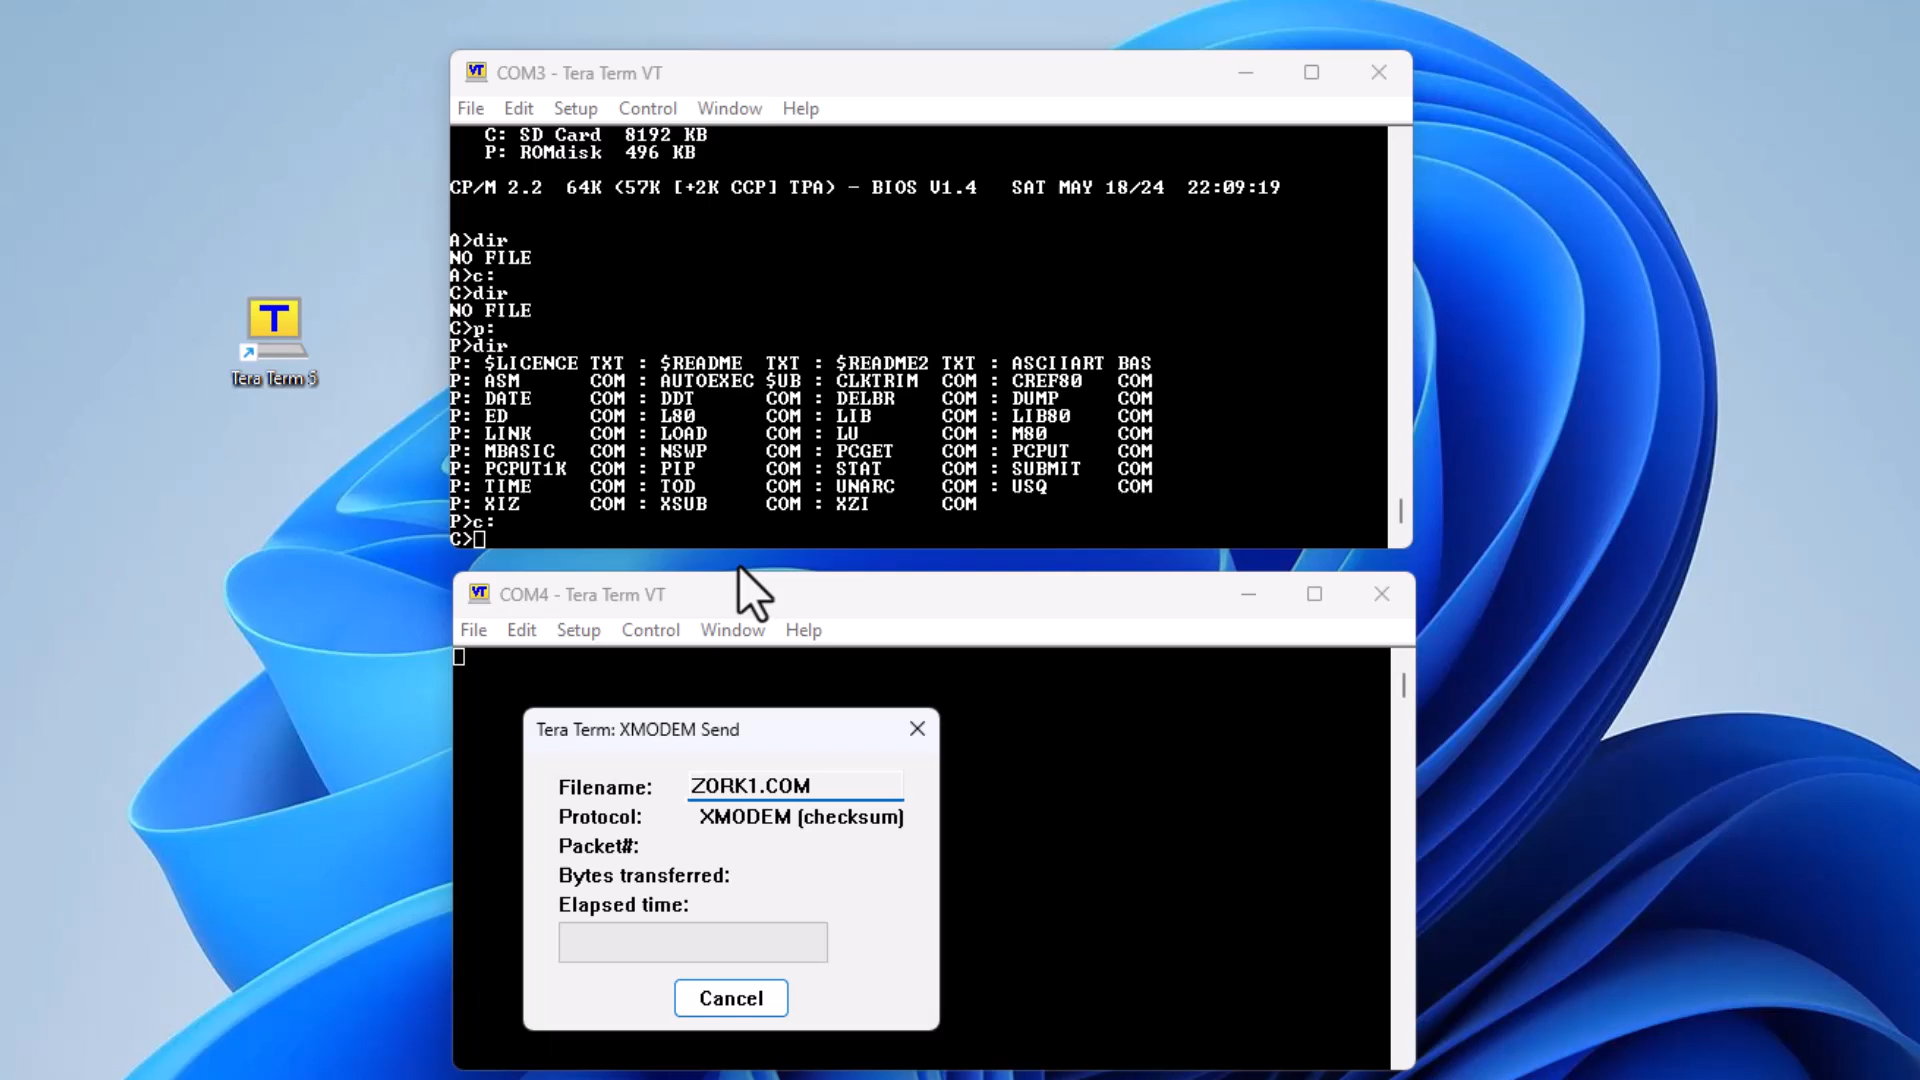 COM3 - Tera Term VT
File Edit Setup Control Window Help
C: SD Card 8192 KB
P: ROMdisk 496 KB
CP/M 2.2 64K (57K [+2K CCP] TPA) - BIOS V1.4 SAT MAY 18/24 22:09:19
A>dir
NO FILE
A>c:
C>dir
NO FILE
C>p:
P>dir
P: $LICENCE TXT : $README TXT : $README2 TXT : ASCIIART BAS
P: ASM COM : AUTOEXEC $UB : CLKTRIM COM : CREF80 COM
P: DATE COM : DDT COM : DELBR COM : DUMP COM
P: ED COM : L80 COM : LIB COM : LIB80 COM
P: LINK COM : LOAD COM : LU COM : M80 COM
P: MBASIC COM : NSWP COM : PCGET COM : PCPUT COM
P: PCPUT1K COM : PIP COM : STAT COM : SUBMIT COM
P: TIME COM : TOD COM : UNARC COM : USQ COM
P: XIZ COM : XSUB COM : XZI COM
P>c:
C>
T
Tera Term 5
COM4 - Tera Term VT
File Edit Setup Control Window Help
Tera Term: XMODEM Send
Filename: ZORK1.COM
Protocol: XMODEM (checksum)
Packet#:
Bytes transferred:
Elapsed time:
Cancel